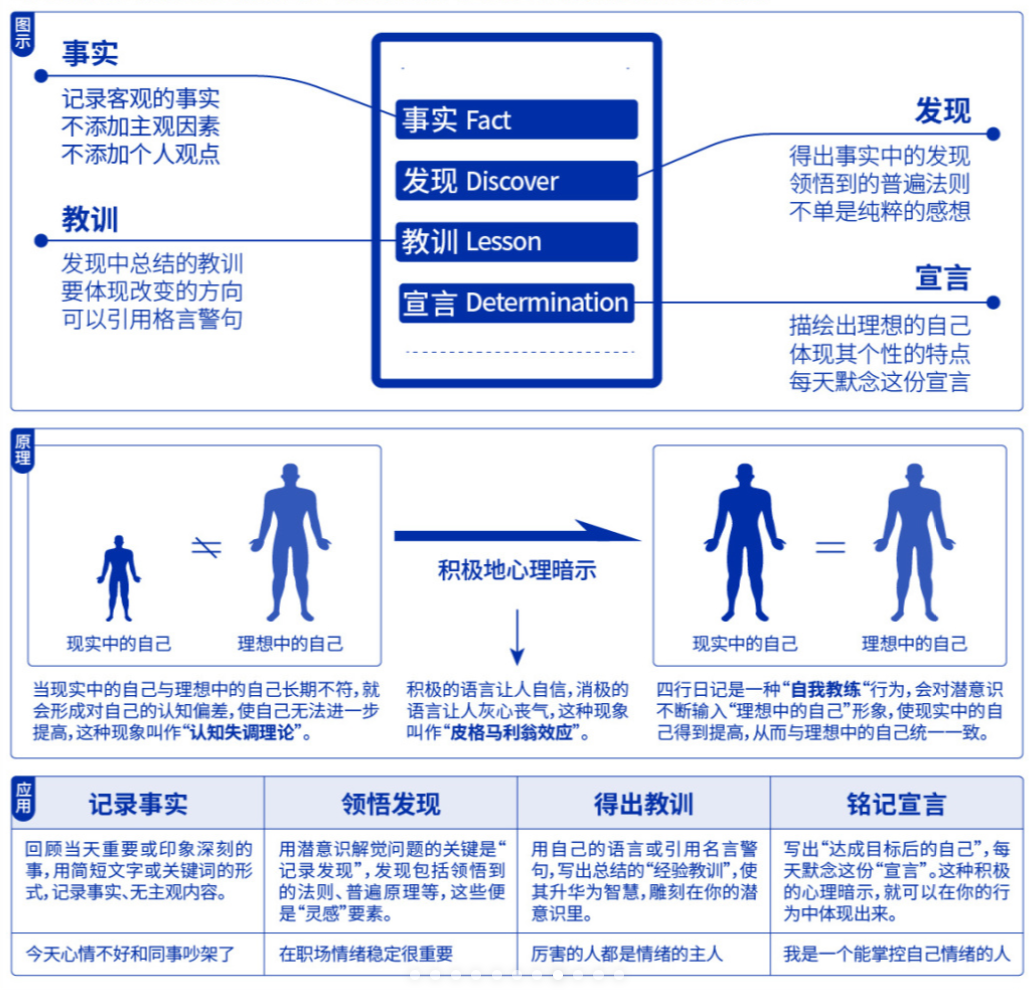 图示
事实
记录客观的事实
不添加主观因素
不添加个人观点
教训
发现中总结的教训
要体现改变的方向
可以引用格言警句
事实 Fact
发现 Discover
教训 Lesson
宣言 Determination
发现
得出事实中的发现
领悟到的普遍法则
不单是纯粹的感想
宣言
描绘出理想的自己
体现其个性的特点
每天默念这份宣言
原理
现实中的自己
理想中的自己
当现实中的自己与理想中的自己长期不符,就
会形成对自己的认知偏差,使自己无法进一步
提高,这种现象叫作“认知失调理论”。
积极地心理暗示
积极的语言让人自信,消极的
语言让人灰心丧气,这种现象
叫作“皮格马利翁效应”。
现实中的自己
理想中的自己
四行日记是一种“自我教练“行为,会对潜意识
不断输入“理想中的自己”形象,使现实中的自
己得到提高,从而与理想中的自己统一一致。
应用
记录事实
回顾当天重要或印象深刻的
事,用简短文字或关键词的形
式,记录事实、无主观内容。
今天心情不好和同事吵架了
领悟发现
用潜意识解觉问题的关键是“
记录发现”,发现包括领悟到
的法则、普遍原理等,这些便
是“灵感”要素。
在职场情绪稳定很重要
得出教训
用自己的语言或引用名言警
句,写出总结的“经验教训”,使
其升华为智慧,雕刻在你的潜
意识里。
厉害的人都是情绪的主人
铭记宣言
写出“达成目标后的自己”,每
天默念这份“宣言”。这种积极
的心理暗示,就可以在你的行
为中体现出来。
我是一个能掌控自己情绪的人